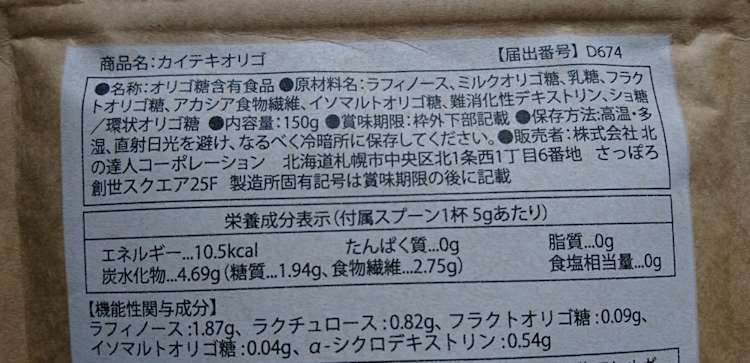 商品名:カイテキオリゴ 【届出番号】D674
●名称:オリゴ糖含有食品 ●原材料名:ラフィノース、ミルクオリゴ糖、乳糖、フラク
トオリゴ糖、アカシア食物繊維、イソマルトオリゴ糖、難消化性デキストリン、ショ糖
/環状オリゴ糖 ●内容量:150g ●賞味期限:枠外下部記載 ●保存方法:高温・多
湿、直射日光を避け、なるべく冷暗所に保存してください。●販売者:株式会社 北
の達人コーポレーション 北海道札幌市中央区北1条西1丁目6番地 さっぽろ
創世スクエア25F 製造所固有記号は賞味期限の後に記載
栄養成分表示(付属スプーン1杯 5gあたり)
エネルギー...10.5kcal たんぱく質...0g 脂質...0g
炭水化物...4.69g(糖質...1.94g、食物繊維...2.75g) 食塩相当量...0g
【機能性関与成分】
ラフィノース:1.87g、ラクチュロース:0.82g、フラクトオリゴ糖:0.09g、
イソマルトオリゴ糖:0.04g、α-シクロデキストリン:0.54g